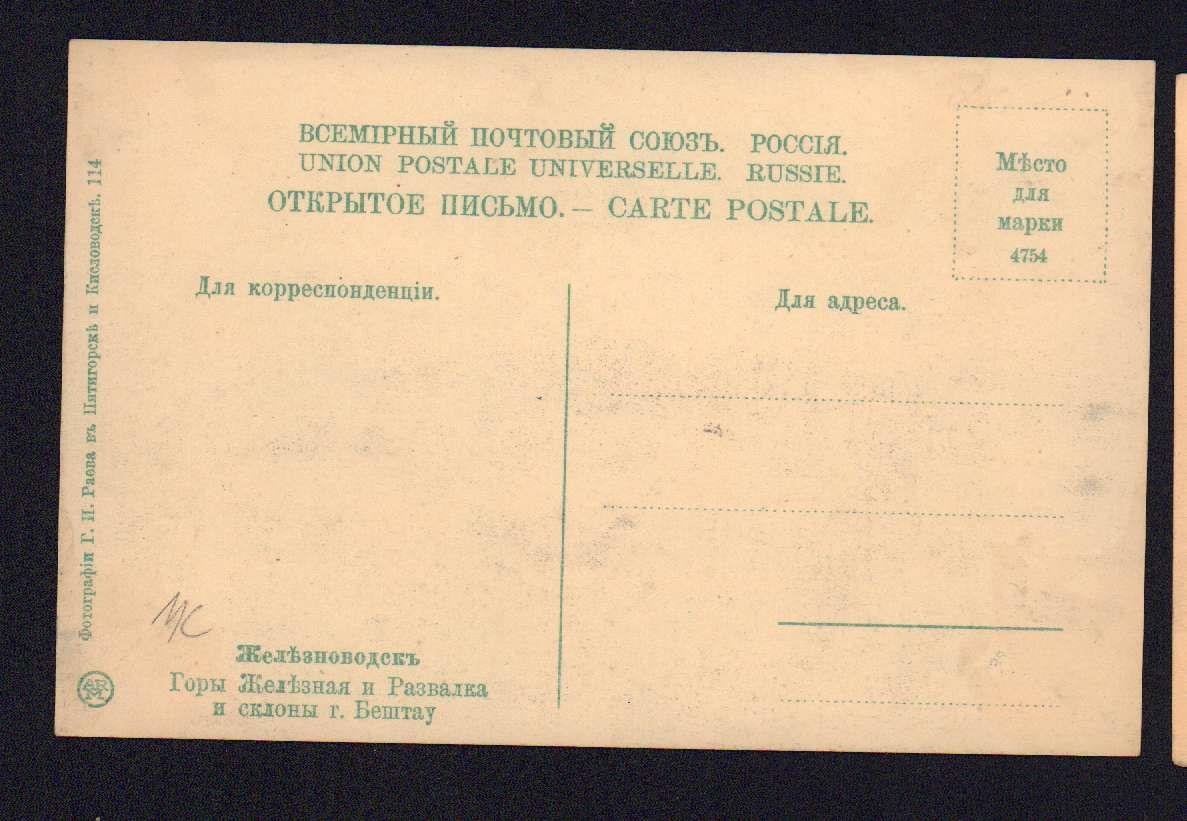 ВСЕМІРНЫЙ ПОЧТОВЫЙ СОЮЗЪ. РОССІЯ.
UNION POSTALE UNIVERSELLE. RUSSIE.
ОТКРЫТОЕ ПИСЬМО. — CARTE POSTALE.
Мѣсто
для
марки
4754
Для корреспонденціи.
Для адреса.
Фотографіи Г. И. Раева въ Пятигорскѣ и Кисловодскѣ. 114
Желѣзноводскъ
Горы Желѣзная и Развалка
и склоны г. Бештау